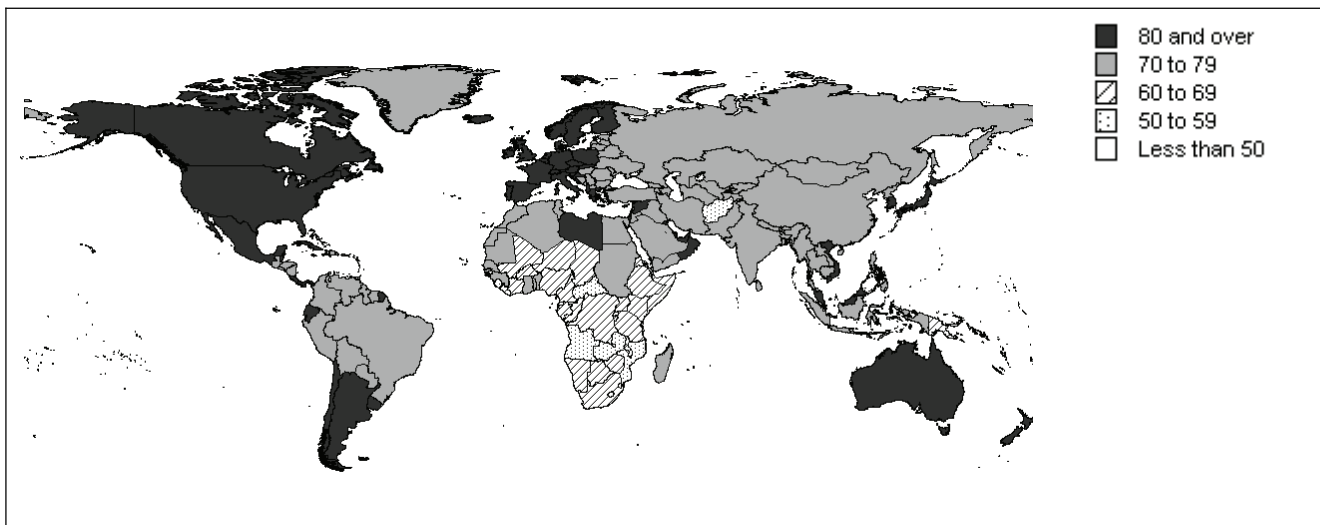 80 and over
70 to 79
60 to 69
50 to 59
Less than 50